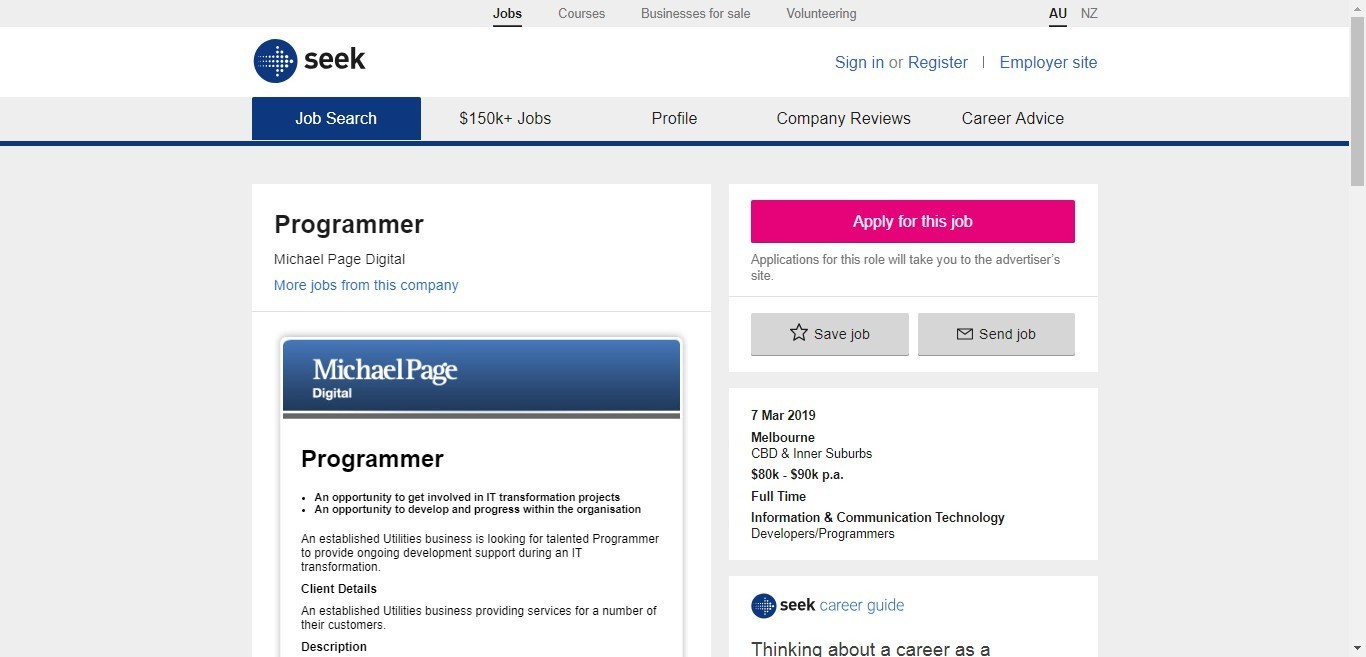 Jobs Courses Businesses for sale Volunteering AU NZ
seek
Sign in or Register | Employer site
Job Search $150k+ Jobs Profile Company Reviews Career Advice
Programmer
Michael Page Digital
More jobs from this company
MichaelPage
Digital
Programmer
• An opportunity to get involved in IT transformation projects
• An opportunity to develop and progress within the organisation
An established Utilities business is looking for talented Programmer
to provide ongoing development support during an IT
transformation.
Client Details
An established Utilities business providing services for a number of
their customers.
Description
Apply for this job
Applications for this role will take you to the advertiser's
site.
Save job Send job
7 Mar 2019
Melbourne
CBD & Inner Suburbs
$80k - $90k p.a.
Full Time
Information & Communication Technology
Developers/Programmers
seek career guide
Thinking about a career as a